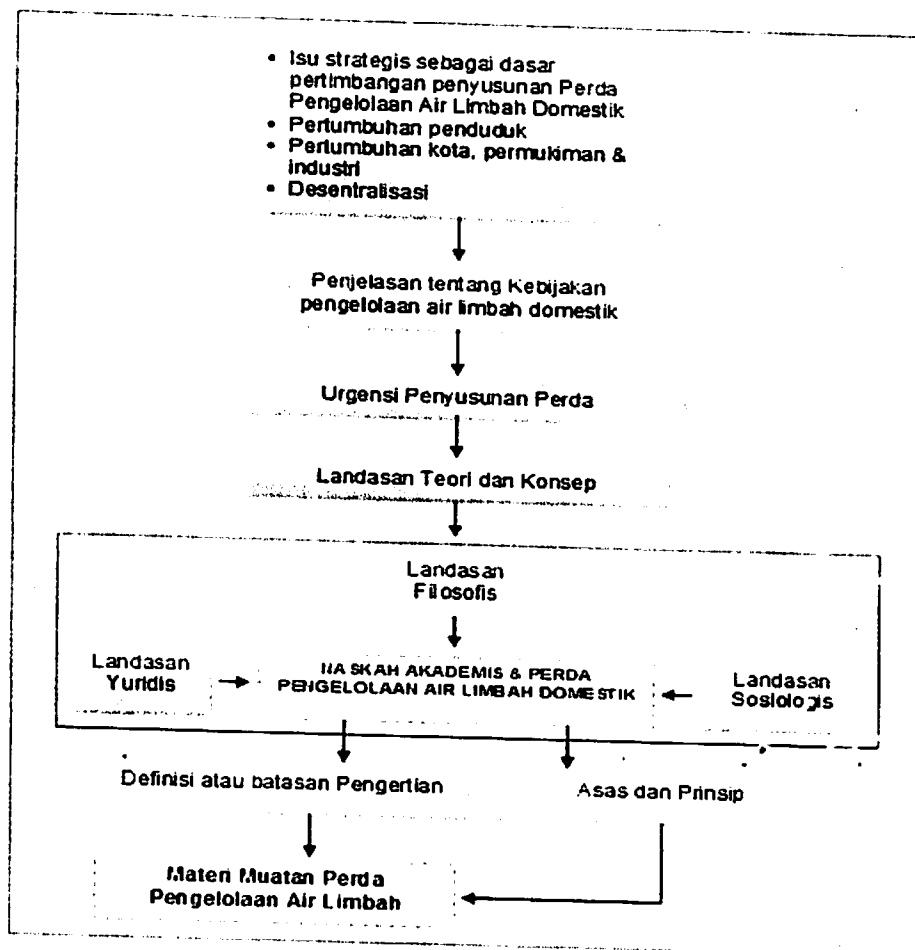 • Isu strategis sebagai dasar
pertimbangan penyusunan Perda
Pengelolaan Air Limbah Domestik
• Pertumbuhan penduduk
• Pertumbuhan kota, permukiman &
industri
• Desentralisasi
Penjelasan tentang Kebijakan
pengelolaan air limbah domestik
Urgensi Penyusunan Perda
Landasan Teori dan Konsep
Landasan
Filosofis
Landasan
Yuridis
NASKAH AKADEMIS & PERDA
PENGELOLAAN AIR LIMBAH DOMESTIK
Landasan
Sosiologis
Definisi atau batasan Pengertian
Asas dan Prinsip
Materi Muatan Perda
Pengelolaan Air Limbah